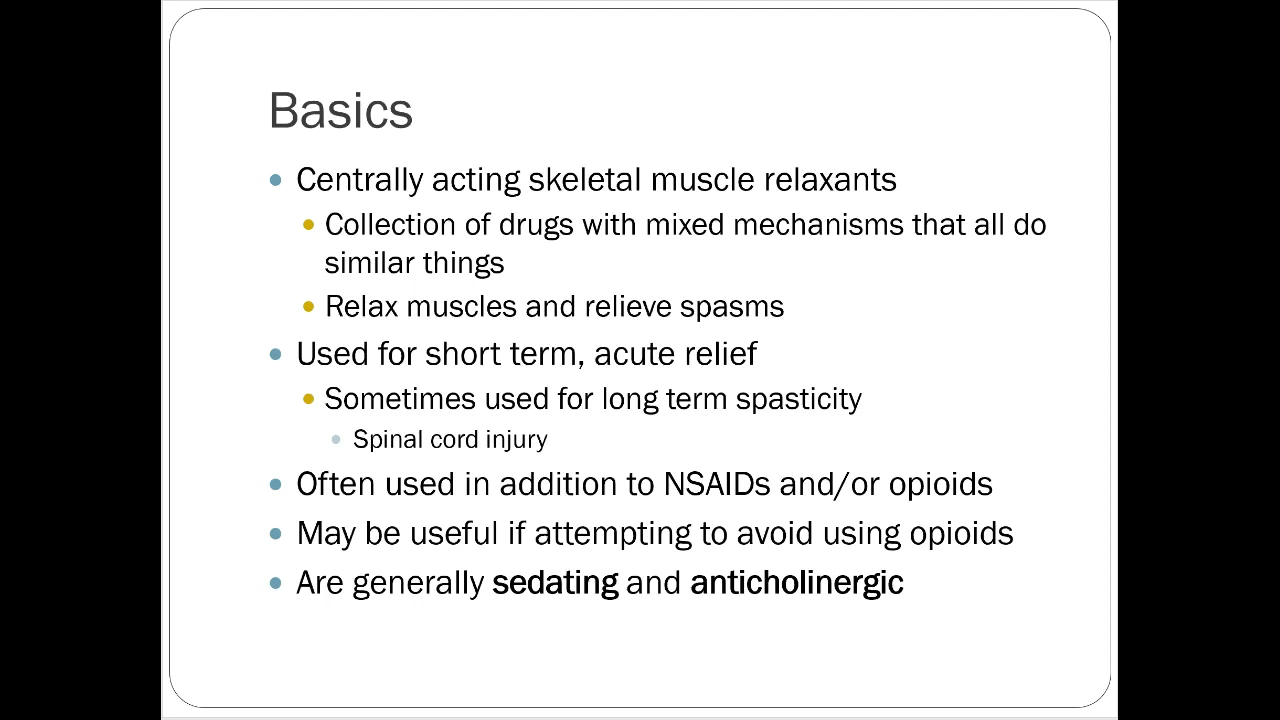 Basics
Centrally acting skeletal muscle relaxants
Collection of drugs with mixed mechanisms that all do
similar things
Relax muscles and relieve spasms
Used for short term, acute relief
Sometimes used for long term spasticity
Spinal cord injury
Often used in addition to NSAIDs and/or opioids
May be useful if attempting to avoid using opioids
Are generally sedating and anticholinergic